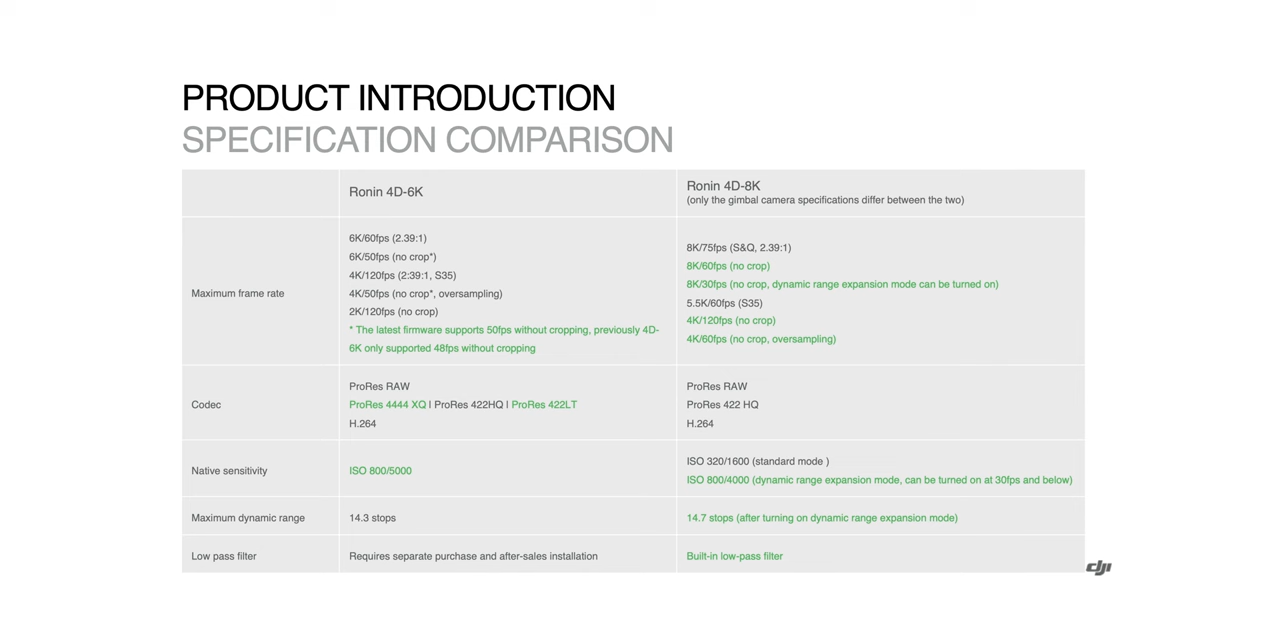 PRODUCT INTRODUCTION
SPECIFICATION COMPARISON
Ronin 4D-6K
Ronin 4D-8K
(only the gimbal camera specifications differ between the two)
Maximum frame rate
6K/60fps (2.39:1)
6K/50fps (no crop*)
4K/120fps (2:39:1, S35)
4K/50fps (no crop*, oversampling)
2K/120fps (no crop)
* The latest firmware supports 50fps without cropping, previously 4D-
6K only supported 48fps without cropping
8K/75fps (S&Q, 2.39:1)
8K/60fps (no crop)
8K/30fps (no crop, dynamic range expansion mode can be turned on)
5.5K/60fps (S35)
4K/120fps (no crop)
4K/60fps (no crop, oversampling)
Codec
ProRes RAW
ProRes 4444 XQ | ProRes 422HQ | ProRes 422LT
H.264
ProRes RAW
ProRes 422 HQ
H.264
Native sensitivity
ISO 800/5000
ISO 320/1600 (standard mode )
ISO 800/4000 (dynamic range expansion mode, can be turned on at 30fps and below)
Maximum dynamic range
14.3 stops
14.7 stops (after turning on dynamic range expansion mode)
Low pass filter
Requires separate purchase and after-sales installation
Built-in low-pass filter
dji